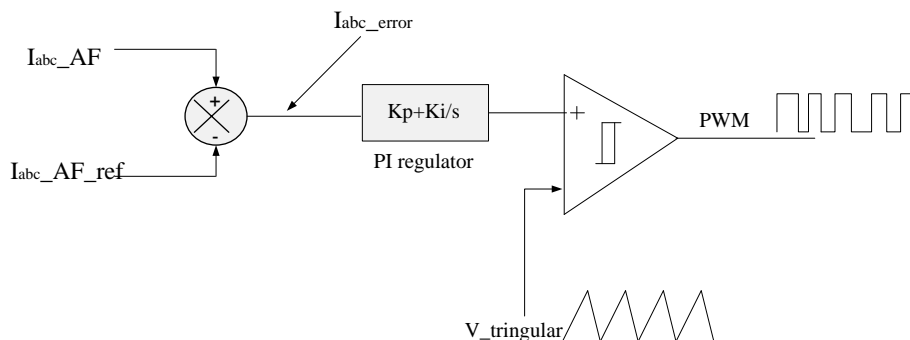 Iabc_error
Iabc_AF
+
-
Iabc_AF_ref
Kp+Ki/s
PI regulator
+
PWM
V_tringular